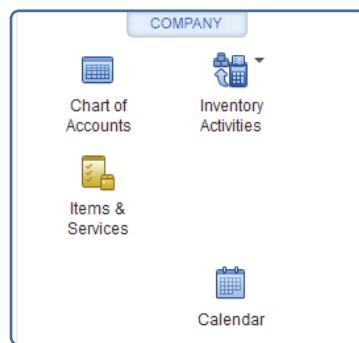 COMPANY
Chart of
Accounts
Inventory
Activities
Items &
Services
Calendar